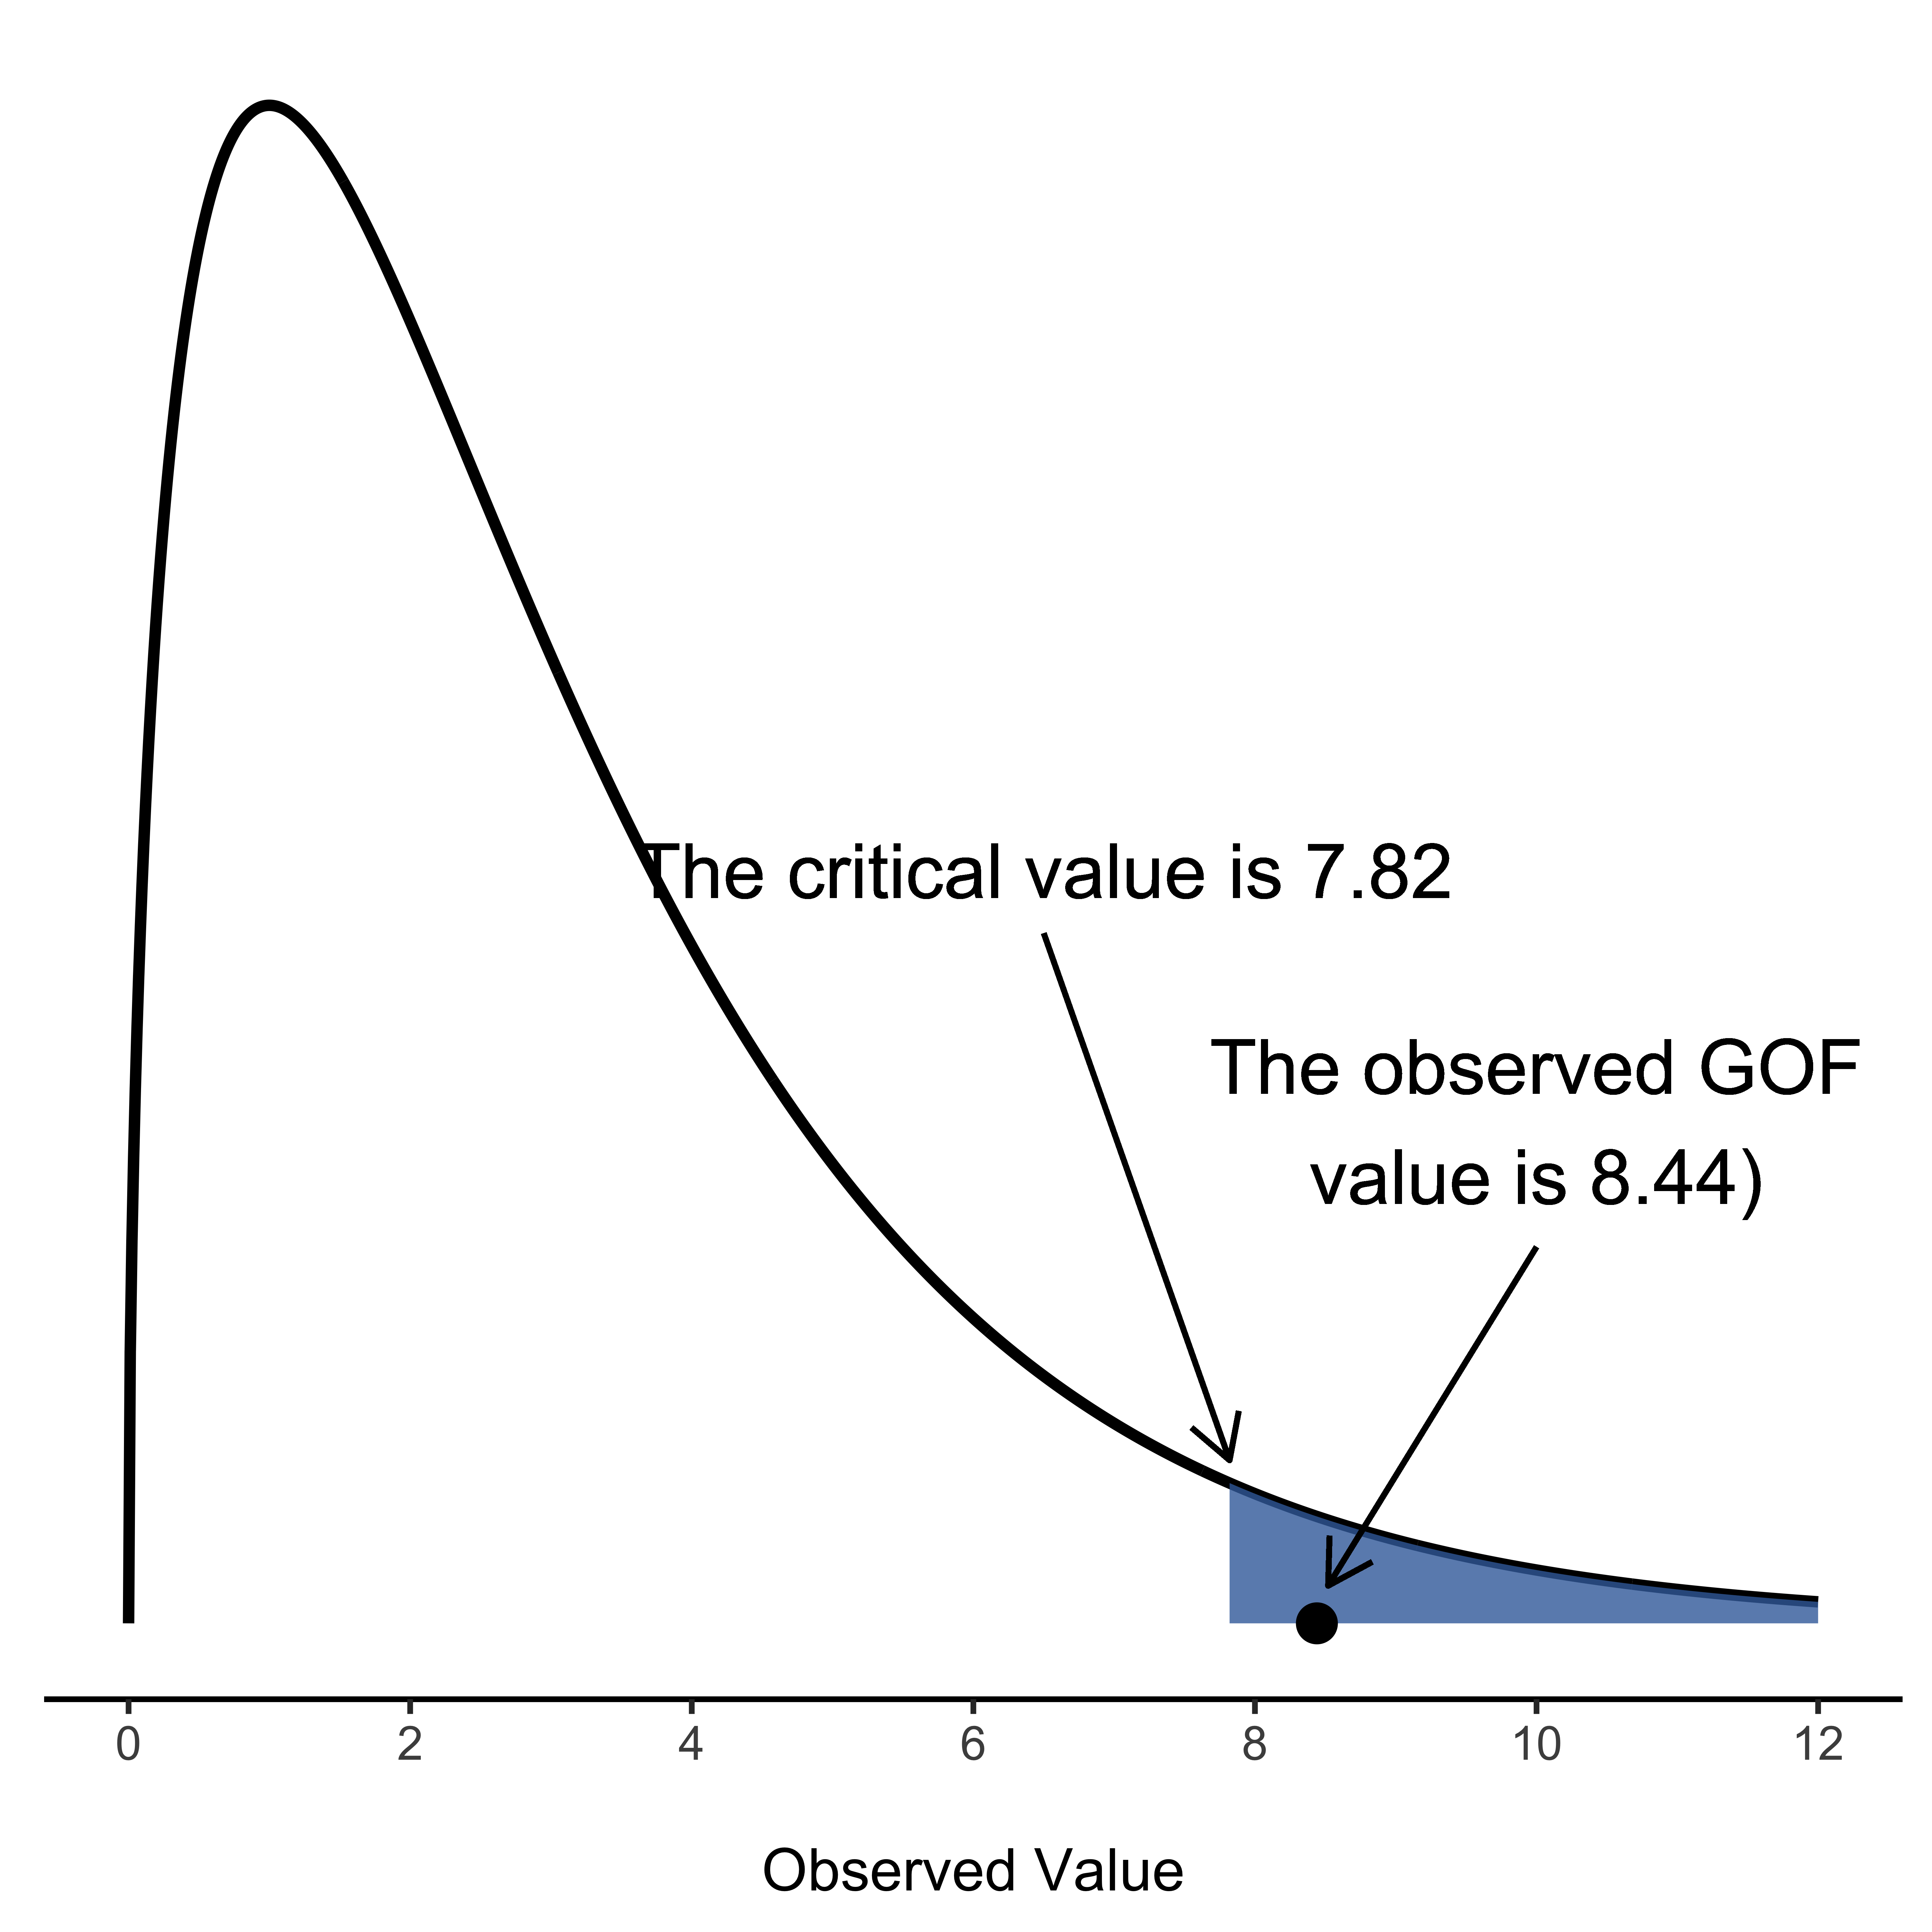 The critical value is 7.82
The observed GOF
value is 8.44)
0 2 4 6 8 10 12
Observed Value